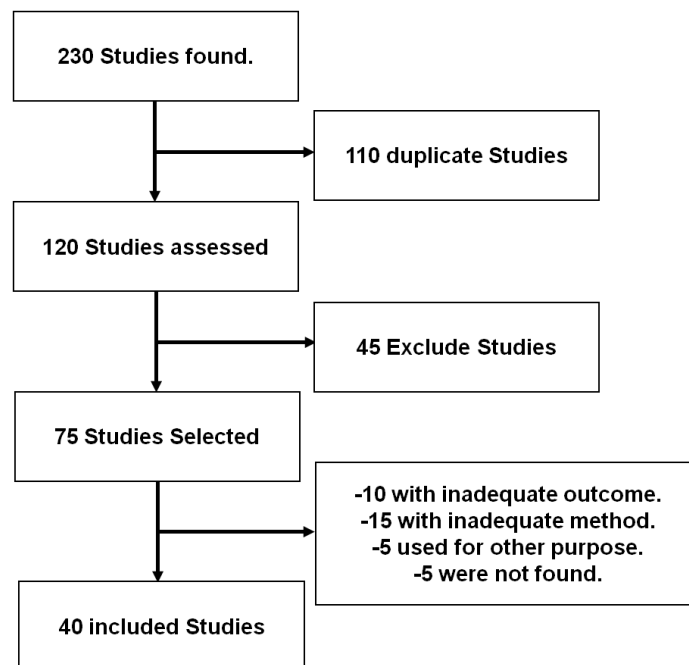 230 Studies found.
110 duplicate Studies
120 Studies assessed
45 Exclude Studies
75 Studies Selected
-10 with inadequate outcome.
-15 with inadequate method.
-5 used for other purpose.
-5 were not found.
40 included Studies